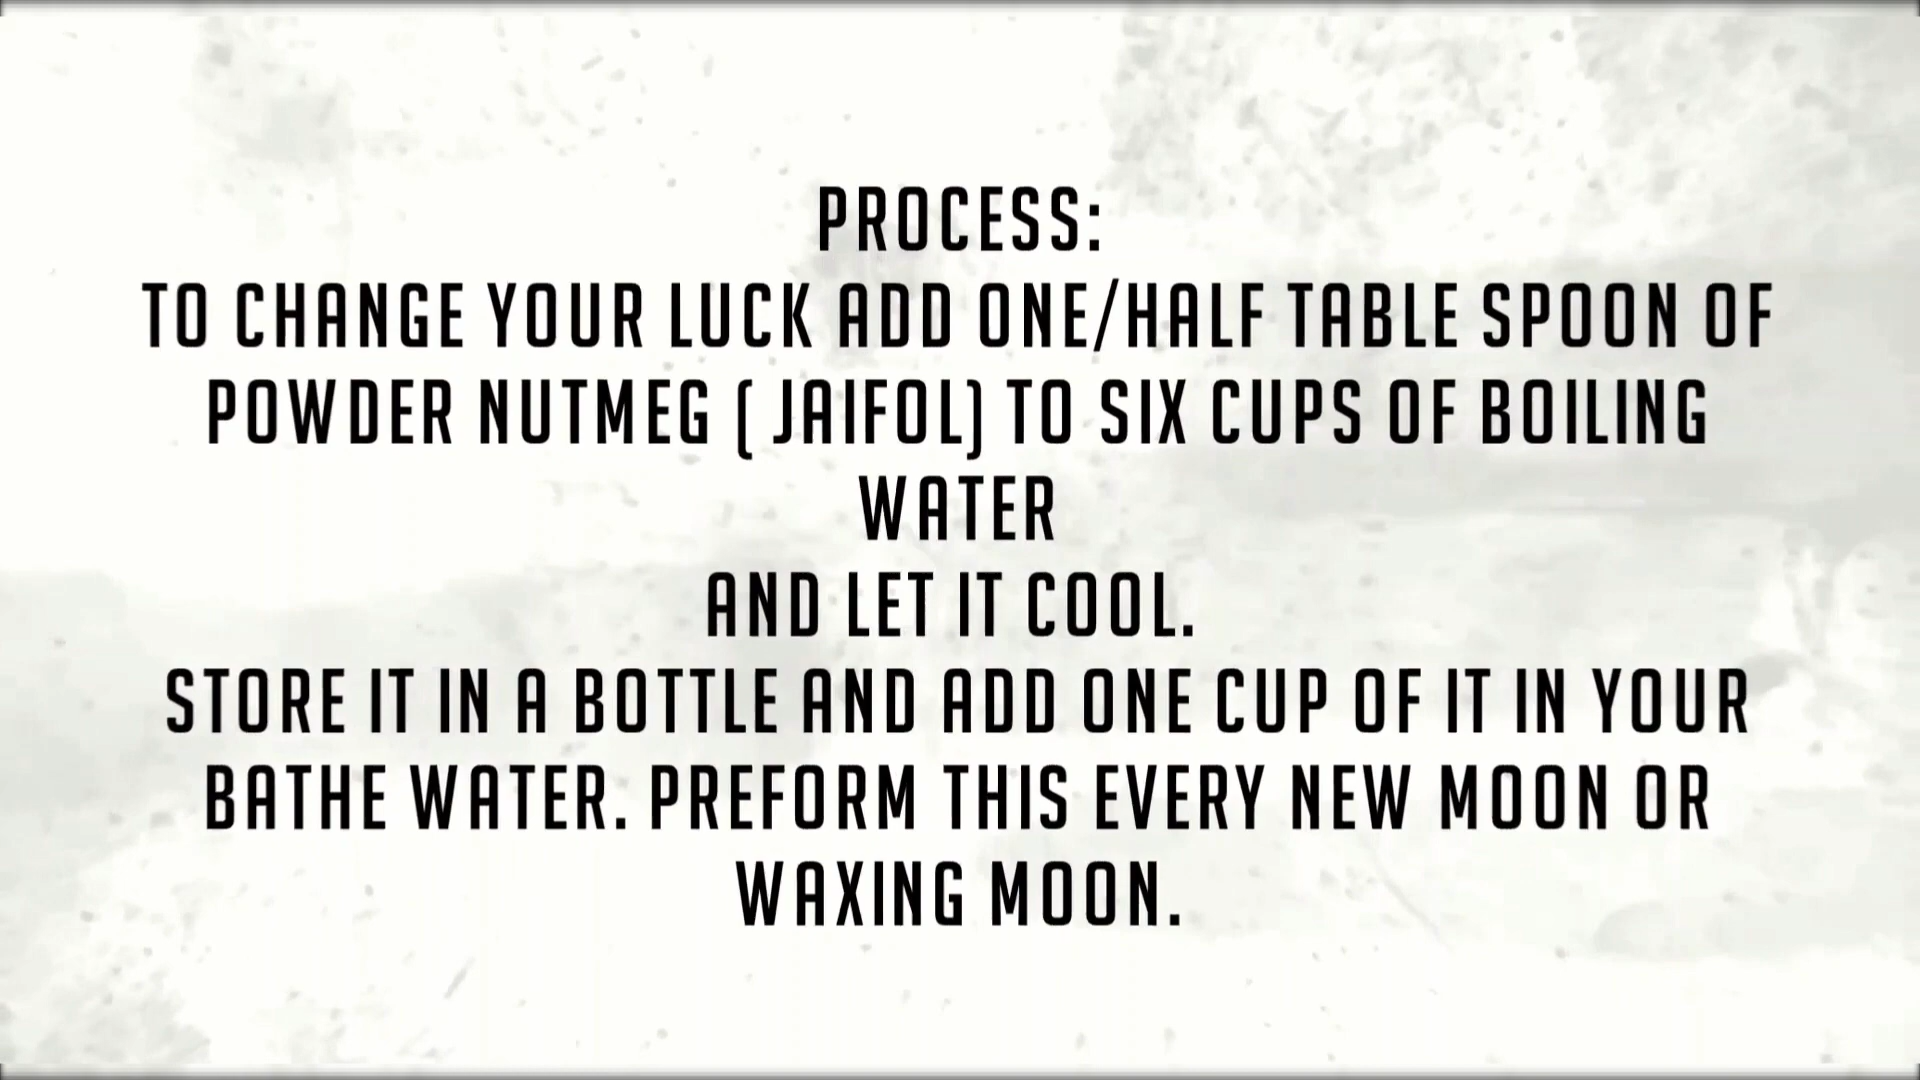 PROCESS:
TO CHANGE YOUR LUCK ADD ONE/HALF TABLE SPOON OF
POWDER NUTMEG ( JAIFOL) TO SIX CUPS OF BOILING
WATER
AND LET IT COOL.
STORE IT IN A BOTTLE AND ADD ONE CUP OF IT IN YOUR
BATHE WATER. PREFORM THIS EVERY NEW MOON OR
WAXING MOON.